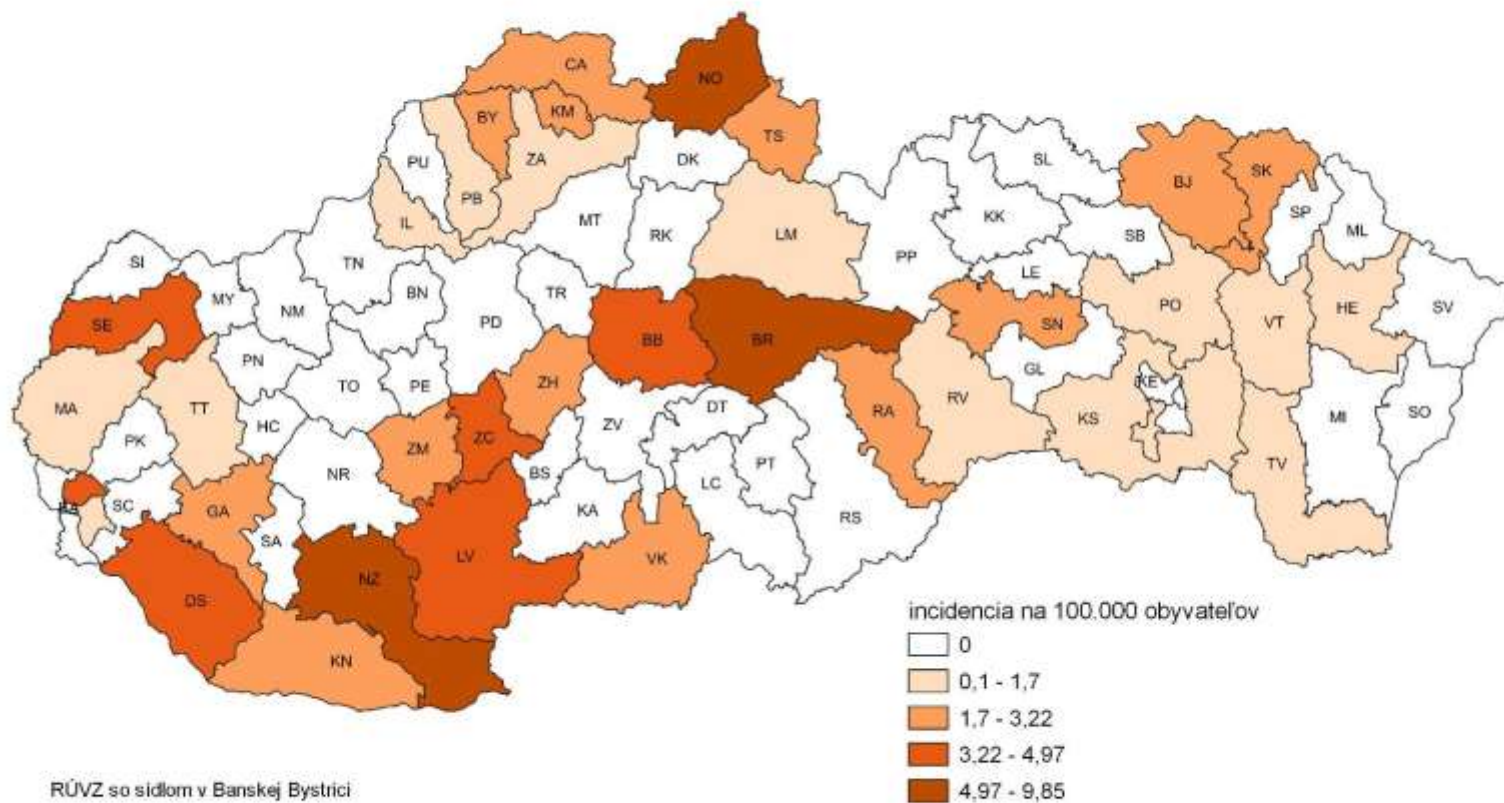 CA
NO
BY
KM
TS
PU
ZA
DK
SL
BJ
SK
PB
SP
ML
IL
MT
RK
LM
KK
SB
PP
SI
TN
LE
MY
NM
BN
TR
PO
SE
PD
SN
VT
HE
SV
BB
BR
PN
TO
PE
ZH
GL
KE
MA
TT
HC
RA
RV
KS
MI
SO
PK
ZM
ZC
ZV
DT
NR
BS
LC
PT
TV
BA
SC
GA
SA
KA
RS
LV
VK
NZ
DS
KN
incidencia na 100.000 obyvateľov
0
0,1 - 1,7
1,7 - 3,22
3,22 - 4,97
4,97 - 9,85
RÚVZ so sídlom v Banskej Bystrici